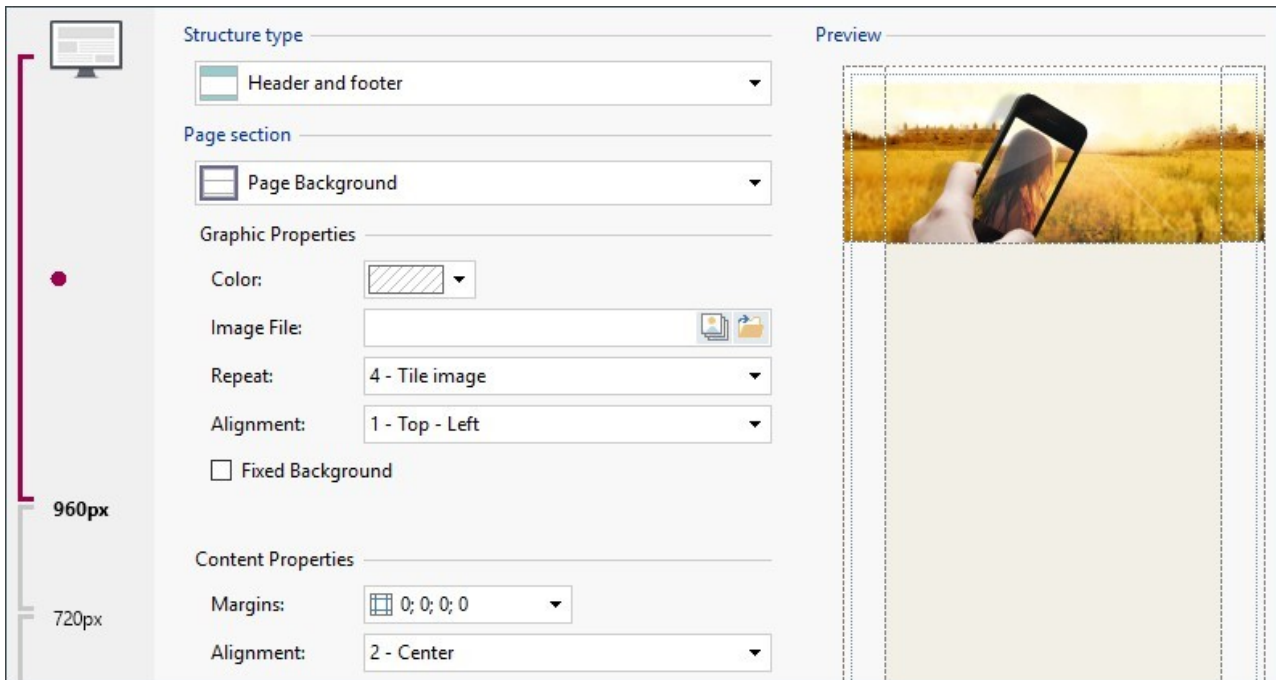 Structure type
Header and footer
Page section
Page Background
Graphic Properties
Color:
Image File:
Repeat: 4 - Tile image
Alignment: 1 - Top - Left
Fixed Background
Content Properties
Margins: 0; 0; 0; 0
Alignment: 2 - Center
960px
720px
Preview